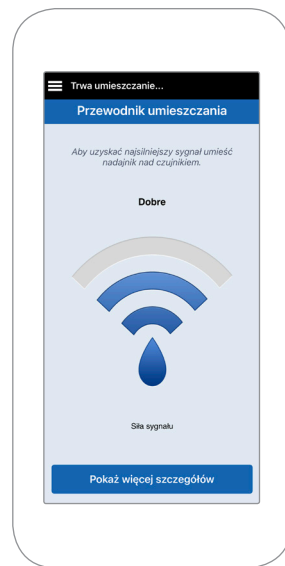 Trwa umieszczanie...
Przewodnik umieszczania
Aby uzyskać najsilniejszy sygnał umieść
nadajnik nad czujnikiem.
Dobre
Siła sygnału
Pokaż więcej szczegółów